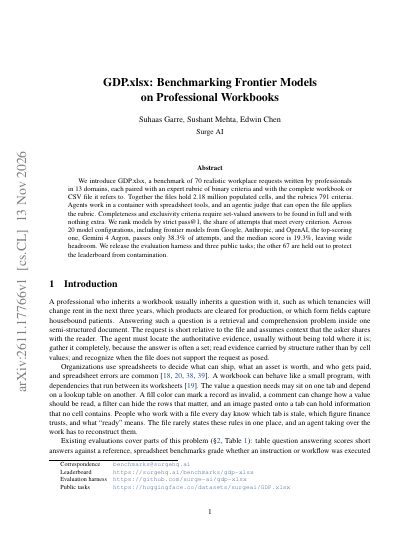 GDP.xlsx: Benchmarking Frontier Models
on Professional Workbooks
Suhaas Garre, Sushant Mehta, Edwin Chen
Surge AI
arXiv:2611.17766v1 [cs.CL] 13 Nov 2026
Abstract
We introduce GDP.xlsx, a benchmark of 70 realistic workplace requests written by professionals
in 13 domains, each paired with an expert rubric of binary criteria and with the complete workbook or
CSV file it refers to. Together the files hold 2.18 million populated cells, and the rubrics 791 criteria.
Agents work in a container with spreadsheet tools, and an agentic judge that can open the file applies
the rubric. Completeness and exclusivity criteria require set-valued answers to be found in full and with
nothing extra. We rank models by strict pass@1, the share of attempts that meet every criterion. Across
20 model configurations, including frontier models from Google, Anthropic, and OpenAI, the top-scoring
one, Gemini 4 Argon, passes only 38.3% of attempts, and the median score is 19.3%, leaving wide
headroom. We release the evaluation harness and three public tasks; the other 67 are held out to protect
the leaderboard from contamination.
1 Introduction
A professional who inherits a workbook usually inherits a question with it, such as which tenancies will
change rent in the next three years, which products are cleared for production, or which form fields capture
housebound patients. Answering such a question is a retrieval and comprehension problem inside one
semi-structured document. The request is short relative to the file and assumes context that the asker shares
with the reader. The agent must locate the authoritative evidence, usually without being told where it is;
gather it completely, because the answer is often a set; read evidence carried by structure rather than by cell
values; and recognize when the file does not support the request as posed.
Organizations use spreadsheets to decide what can ship, what an asset is worth, and who gets paid,
and spreadsheet errors are common [18, 20, 38, 39]. A workbook can behave like a small program, with
dependencies that run between its worksheets [19]. The value a question needs may sit on one tab and depend
on a lookup table on another. A fill color can mark a record as invalid, a comment can change how a value
should be read, a filter can hide the rows that matter, and an image pasted onto a tab can hold information
that no cell contains. People who work with a file every day know which tab is stale, which figure finance
trusts, and what “ready” means. The file rarely states these rules in one place, and an agent taking over the
work has to reconstruct them.
Existing evaluations cover parts of this problem (§2, Table 1): table question answering scores short
answers against a reference, spreadsheet benchmarks grade whether an instruction or workflow was executed
Correspondence benchmarks@surgehq.ai
Leaderboard https://surgehq.ai/benchmarks/gdp-xlsx
Evaluation harness https://github.com/surge-ai/gdp-xlsx
Public tasks https://huggingface.co/datasets/surgeai/GDP.xlsx
1